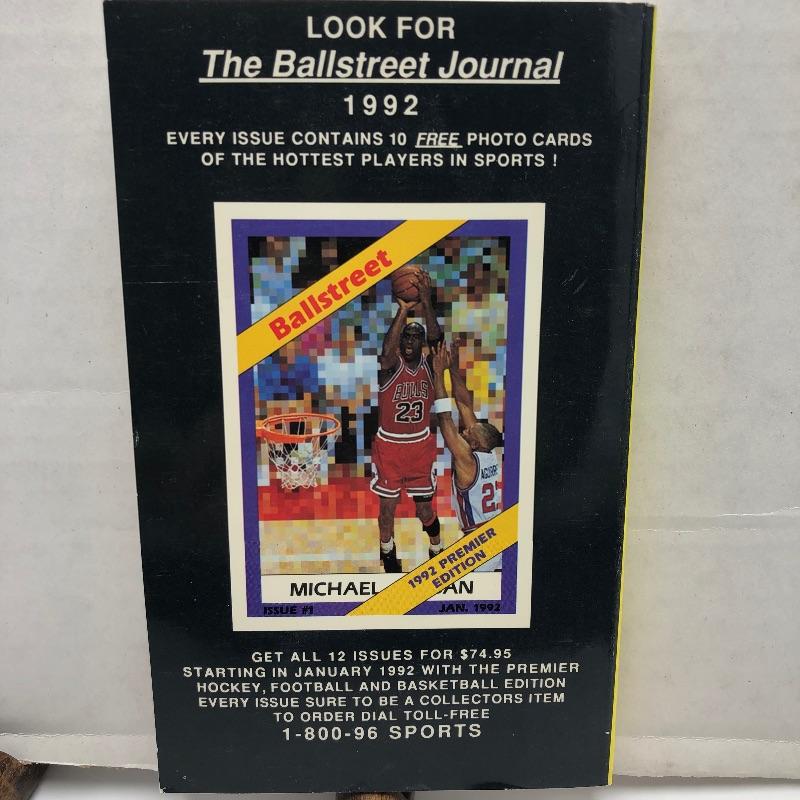 LOOK FOR
The Ballstreet Journal
1992
EVERY ISSUE CONTAINS 10 FREE PHOTO CARDS
OF THE HOTTEST PLAYERS IN SPORTS !
Ballstreet
BULLS
23
AGUIRR
23
1992 PREMIER
EDITION
MICHAEL AN
ISSUE #1 JAN. 1992
GET ALL 12 ISSUES FOR $74.95
STARTING IN JANUARY 1992 WITH THE PREMIER
HOCKEY, FOOTBALL AND BASKETBALL EDITION
EVERY ISSUE SURE TO BE A COLLECTORS ITEM
TO ORDER DIAL TOLL-FREE
1-800-96 SPORTS